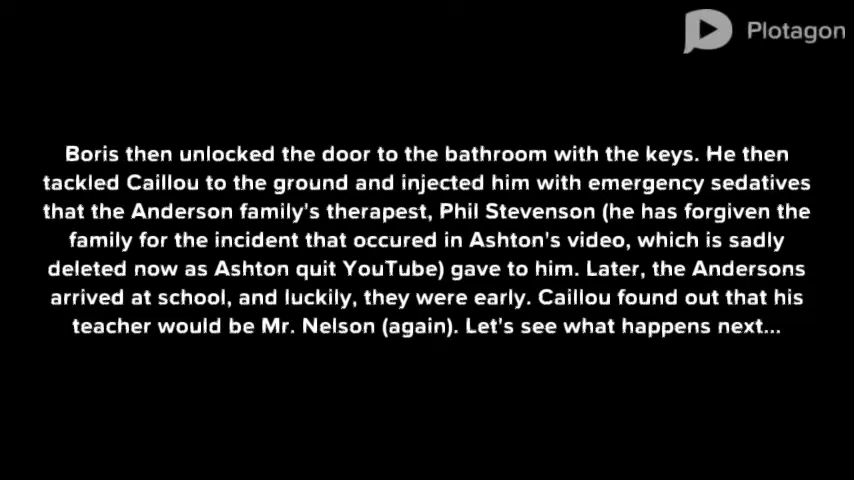 Plotagon
Boris then unlocked the door to the bathroom with the keys. He then
tackled Caillou to the ground and injected him with emergency sedatives
that the Anderson family's therapest, Phil Stevenson (he has forgiven the
family for the incident that occured in Ashton's video, which is sadly
deleted now as Ashton quit YouTube) gave to him. Later, the Andersons
arrived at school, and luckily, they were early. Caillou found out that his
teacher would be Mr. Nelson (again). Let's see what happens next...